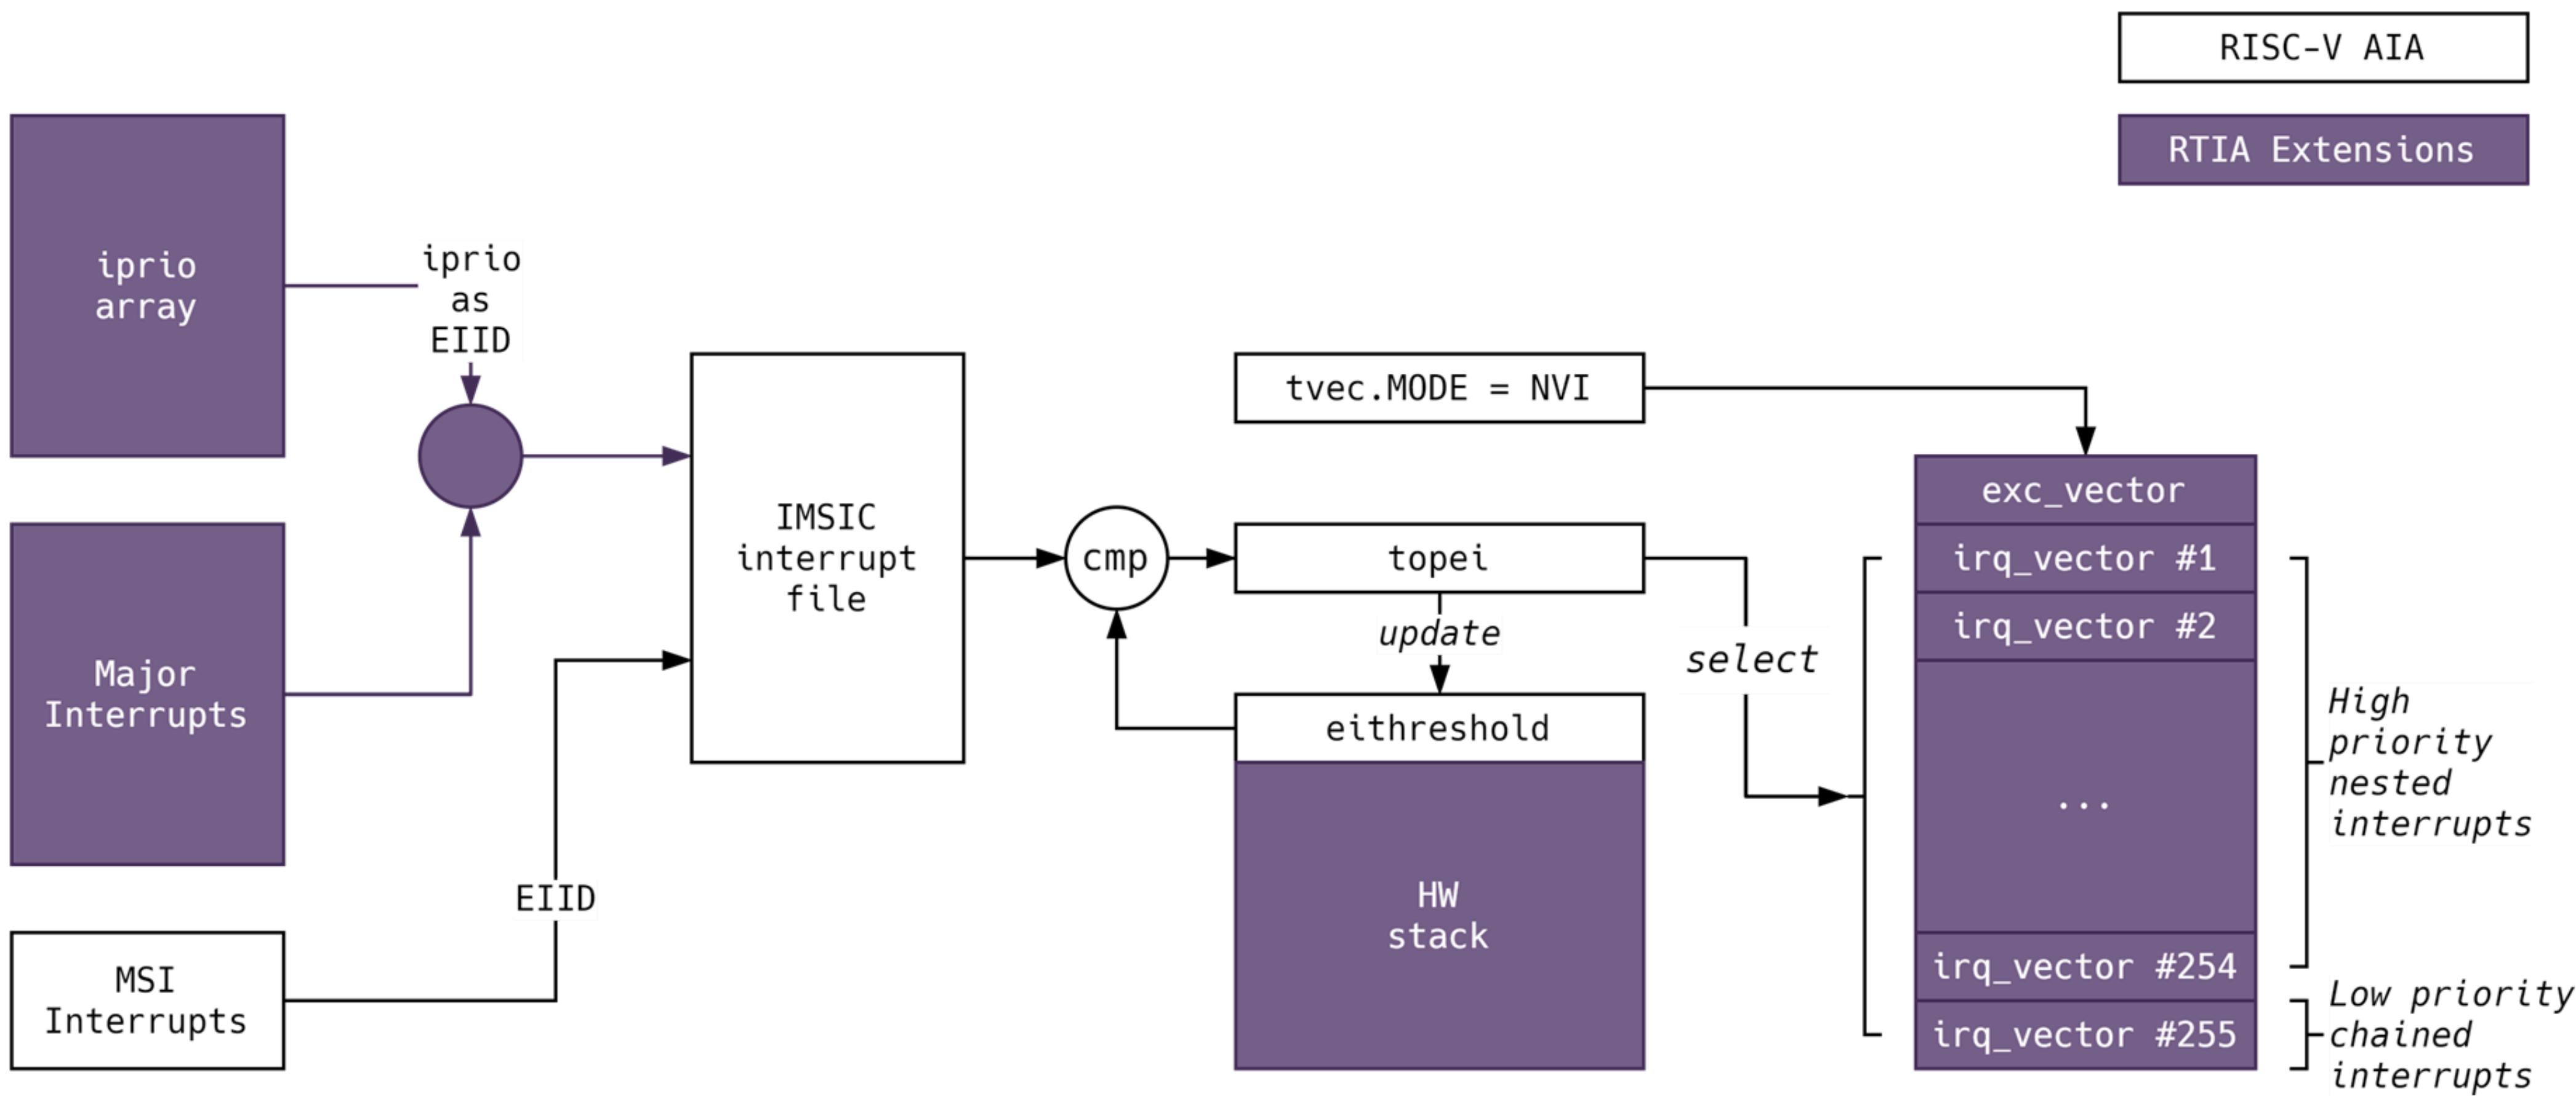 RISC-V AIA
RTIA Extensions
iprio
array
iprio
as
EIID
Major
Interrupts
MSI
Interrupts
EIID
IMSIC
interrupt
file
cmp
tvec.MODE = NVI
topei
update
eithreshold
HW
stack
select
exc_vector
irq_vector #1
irq_vector #2
...
irq_vector #254
irq_vector #255
High
priority
nested
interrupts
Low priority
chained
interrupts